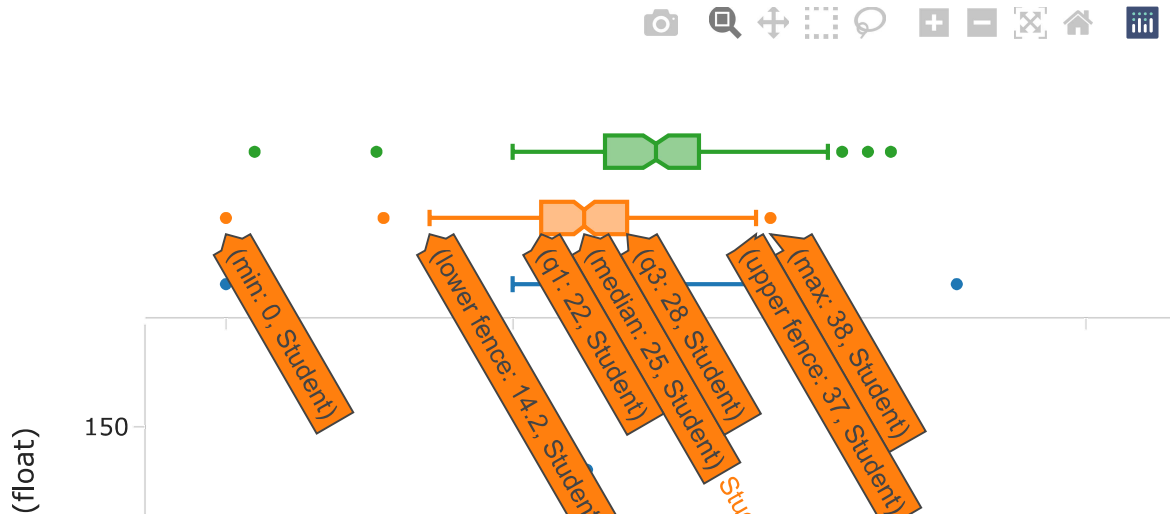 (min: 0, Student)
(lower fence: 14.2, Student
(q1: 22, Student)
(median: 25, Student)
(q3: 28, Student)
(upper fence: 37, Student)
(max: 38, Student)
150
(float)